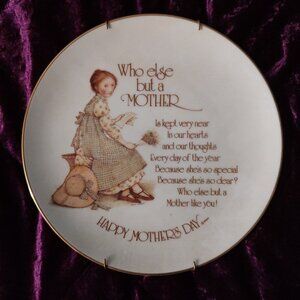 Who else
but a
MOTHER
Is kept very near
In our hearts
and our thoughts
Every day of the year
Because she's so special
Because she's so dear?
Who else but a
Mother like you!
HAPPY MOTHER'S DAY